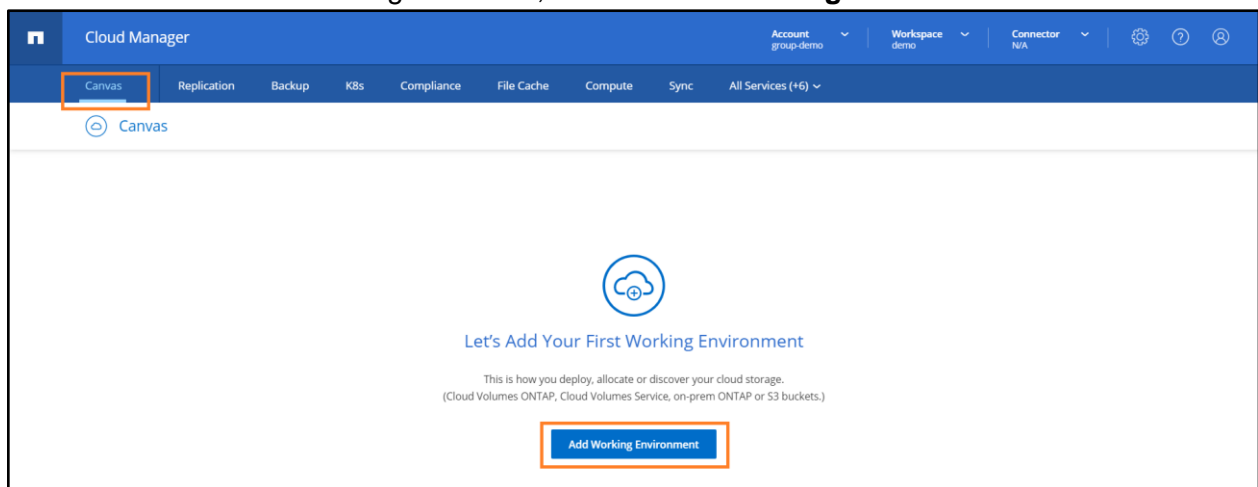 Cloud Manager
Account
group-demo
Workspace
demo
Connector
N/A
Canvas Replication Backup K8s Compliance File Cache Compute Sync All Services (+6)
Canvas
Let's Add Your First Working Environment
This is how you deploy, allocate or discover your cloud storage.
(Cloud Volumes ONTAP, Cloud Volumes Service, on-prem ONTAP or S3 buckets.)
Add Working Environment